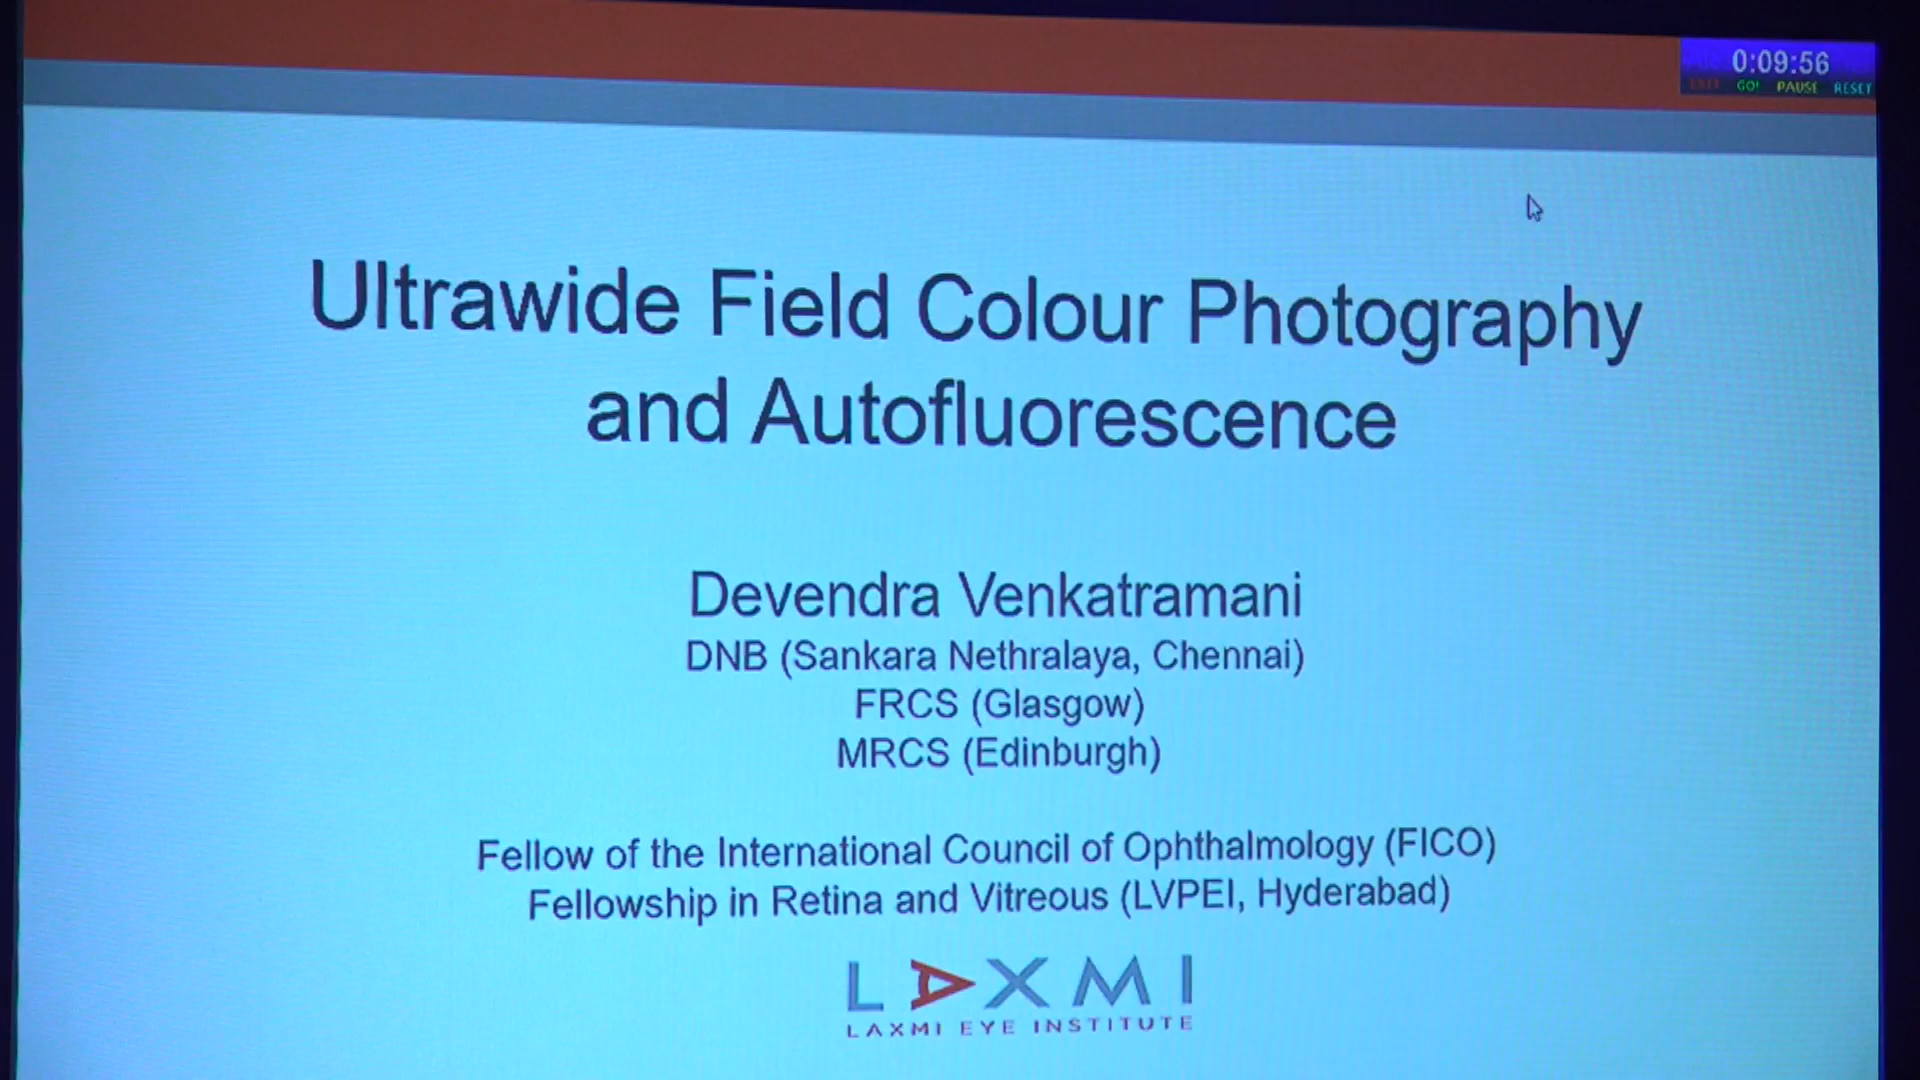 0:09:56
EXIT GO! PAUSE RESET
Ultrawide Field Colour Photography
and Autofluorescence
Devendra Venkatramani
DNB (Sankara Nethralaya, Chennai)
FRCS (Glasgow)
MRCS (Edinburgh)
Fellow of the International Council of Ophthalmology (FICO)
Fellowship in Retina and Vitreous (LVPEI, Hyderabad)
LAXMI
LAXMI EYE INSTITUTE